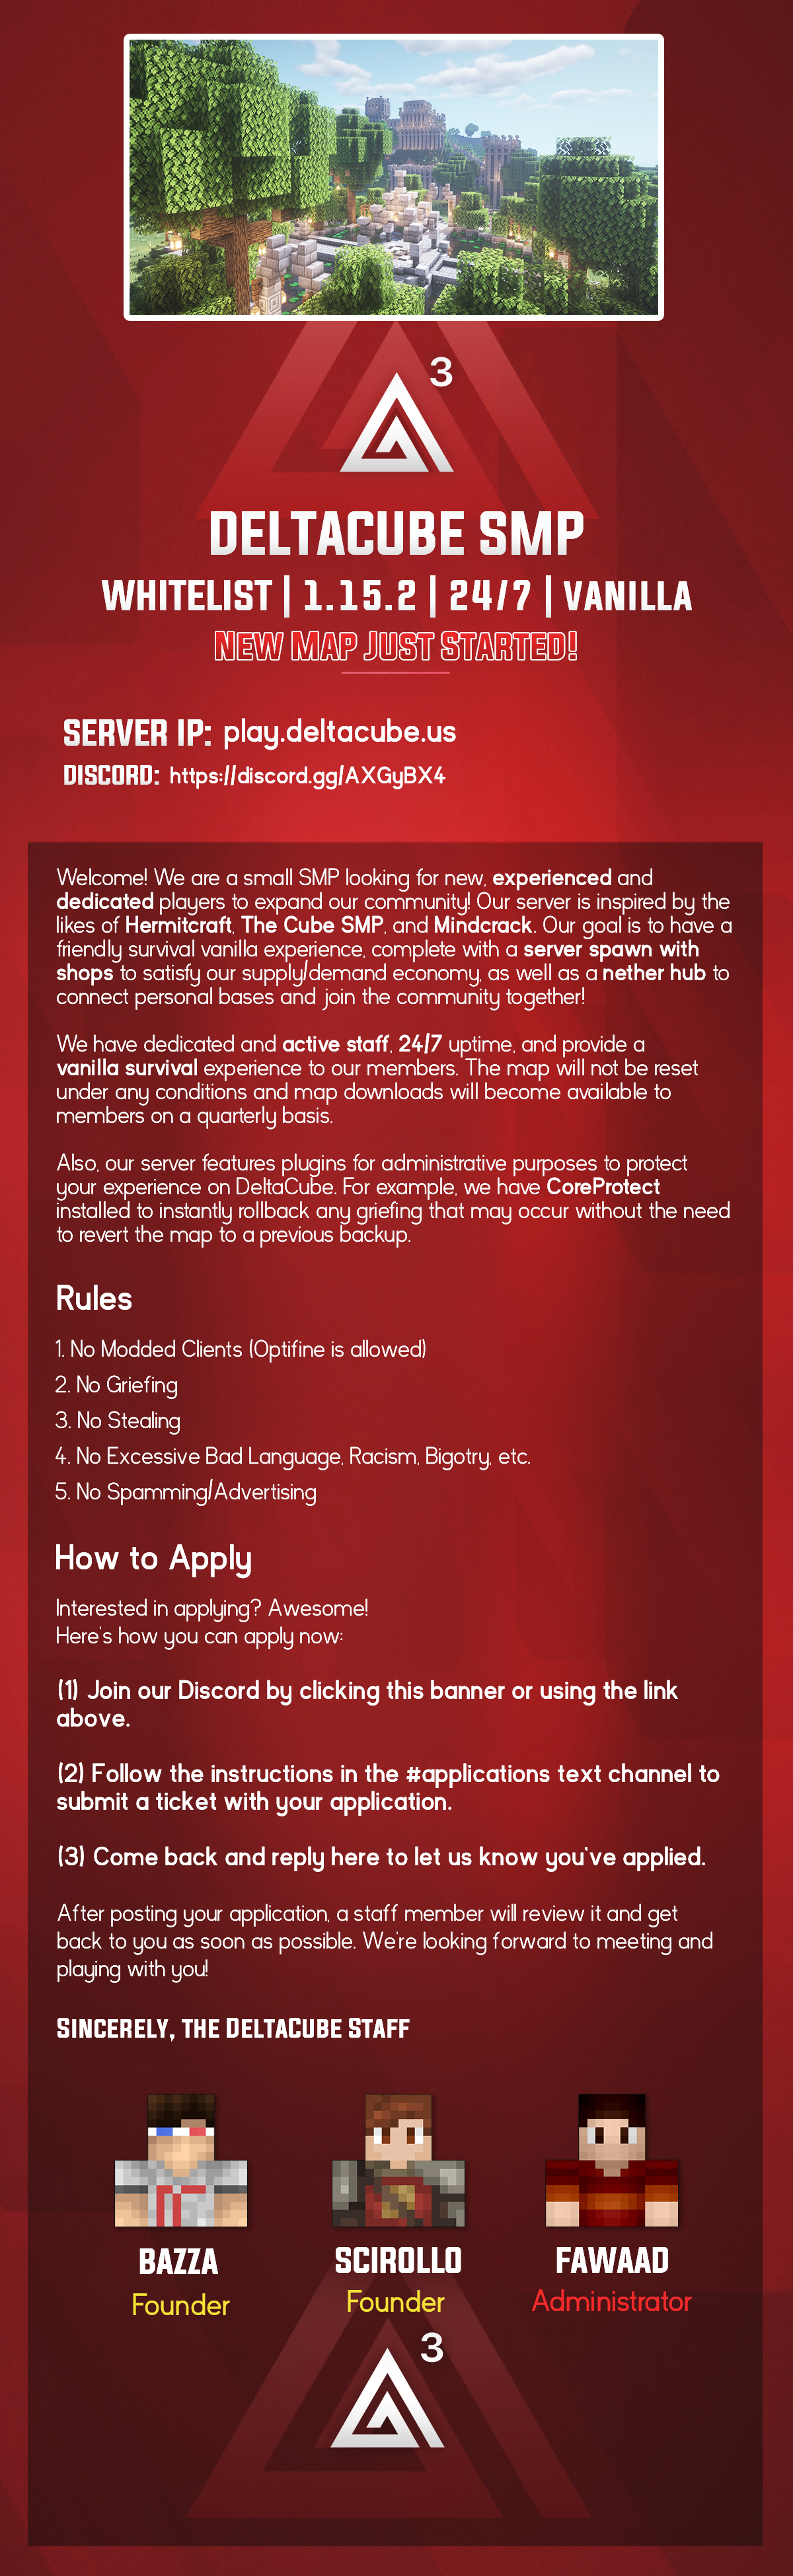 3
DELTACUBE SMP
WHITELIST | 1.15.2 | 24/7 | VANILLA
NEW MAP JUST STARTED!
SERVER IP: play.deltacube.us
DISCORD: https://discord.gg/AXGyBX4
Welcome! We are a small SMP looking for new, experienced and
dedicated players to expand our community! Our server is inspired by the
likes of Hermitcraft, The Cube SMP, and Mindcrack. Our goal is to have a
friendly survival vanilla experience, complete with a server spawn with
shops to satisfy our supply/demand economy, as well as a nether hub to
connect personal bases and join the community together!
We have dedicated and active staff, 24/7 uptime, and provide a
vanilla survival experience to our members. The map will not be reset
under any conditions and map downloads will become available to
members on a quarterly basis.
Also, our server features plugins for administrative purposes to protect
your experience on DeltaCube. For example, we have CoreProtect
installed to instantly rollback any griefing that may occur without the need
to revert the map to a previous backup.
Rules
1. No Modded Clients (Optifine is allowed)
2. No Griefing
3. No Stealing
4. No Excessive Bad Language, Racism, Bigotry, etc.
5. No Spamming/Advertising
How to Apply
Interested in applying? Awesome!
Here's how you can apply now:
(1) Join our Discord by clicking this banner or using the link
above.
(2) Follow the instructions in the #applications text channel to
submit a ticket with your application.
(3) Come back and reply here to let us know you've applied.
After posting your application, a staff member will review it and get
back to you as soon as possible. We're looking forward to meeting and
playing with you!
SINCERELY, THE DELTACUBE STAFF
BAZZA
Founder
SCIROLLO
Founder
FAWAAD
Administrator
3